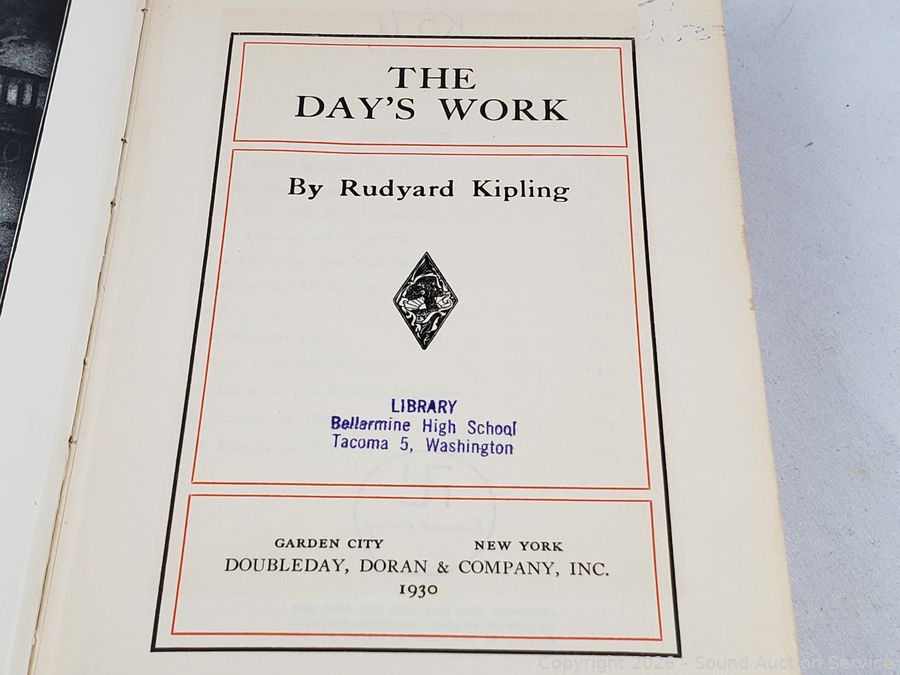 THE
DAY'S WORK
By Rudyard Kipling
LIBRARY
Bellarmine High School
Tacoma 5, Washington
GARDEN CITY NEW YORK
DOUBLEDAY, DORAN & COMPANY, INC.
1930
Copyright 2026 - Sound Auction Service